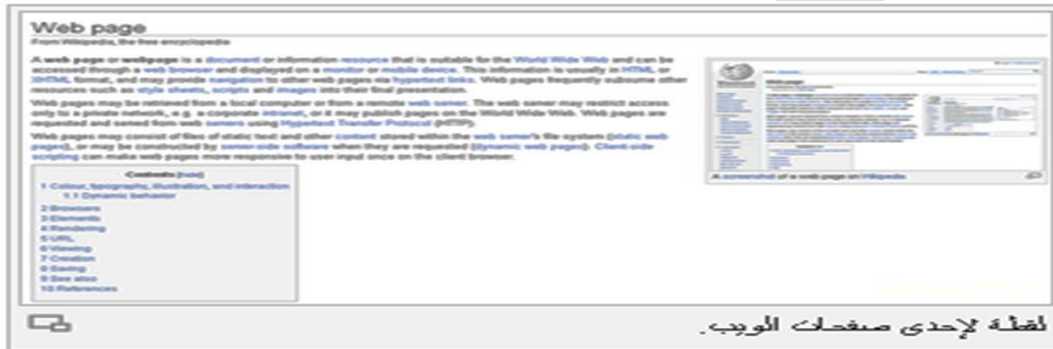 Web page
From Wikipedia, the free encyclopedia
A web page or webpage is a document or information resource that is suitable for the World Wide Web and can be
accessed through a web browser and displayed on a monitor or mobile device. This information is usually in HTML or
XHTML format, and may provide navigation to other web pages via hypertext links. Web pages frequently subsume other
resources such as style sheets, scripts and images into their final presentation.
Web pages may be retrieved from a local computer or from a remote web server. The web server may restrict access
only to a private network, e.g. a corporate intranet, or it may publish pages on the World Wide Web. Web pages are
requested and served from web servers using Hypertext Transfer Protocol (HTTP).
Web pages may consist of files of static text and other content stored within the web server's file system (static web
pages), or may be constructed by server-side software when they are requested (dynamic web pages). Client-side
scripting can make web pages more responsive to user input once on the client browser.
Contents [hide]
1 Colour, typography, illustration, and interaction
1.1 Dynamic behavior
2 Browsers
3 Elements
4 Rendering
5 URL
6 Viewing
7 Creation
8 Saving
9 See also
10 References
A screenshot of a web page on Wikipedia
لقطة لإحدى صفحات الويب.